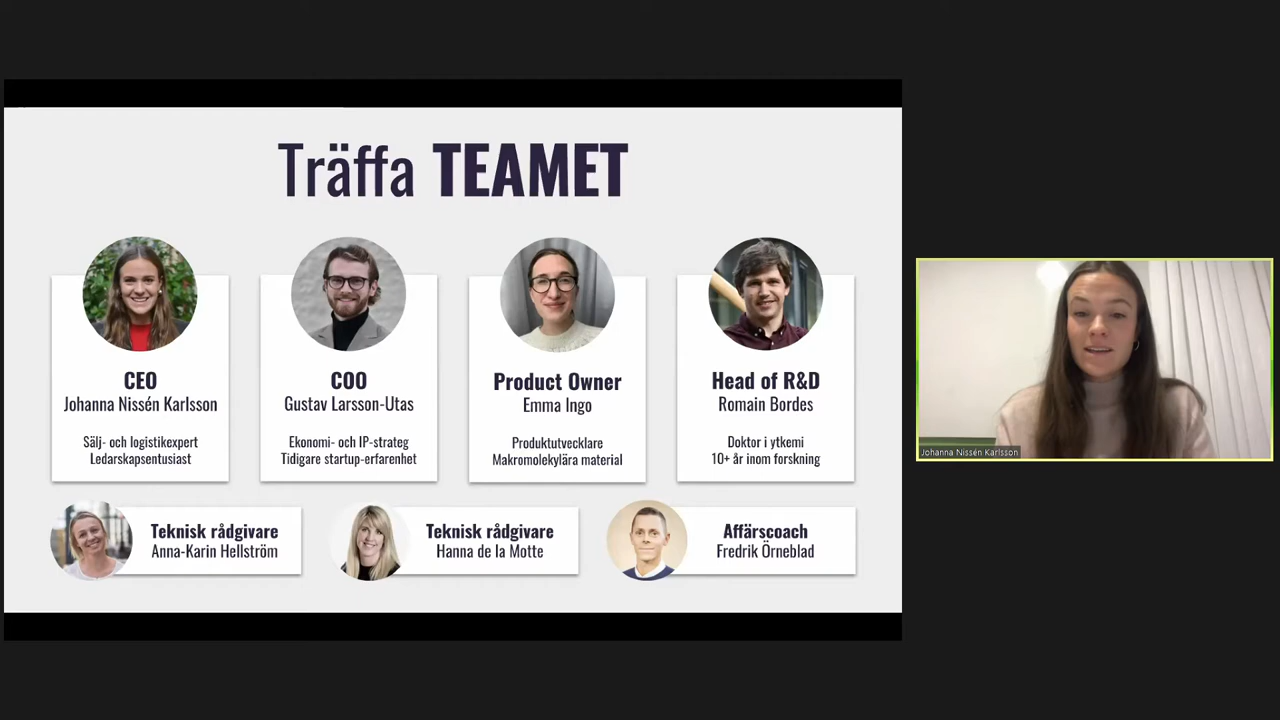 Träffa TEAMET
CEO
Johanna Nissén Karlsson
Sälj- och logistikexpert
Ledarskapsentusiast
COO
Gustav Larsson-Utas
Ekonomi- och IP-strateg
Tidigare startup-erfarenhet
Product Owner
Emma Ingo
Produktutvecklare
Makromolekylära material
Head of R&D
Romain Bordes
Doktor i ytkemi
10+ år inom forskning
Teknisk rådgivare
Anna-Karin Hellström
Teknisk rådgivare
Hanna de la Motte
Affärscoach
Fredrik Örneblad
Johanna Nissén Karlsson